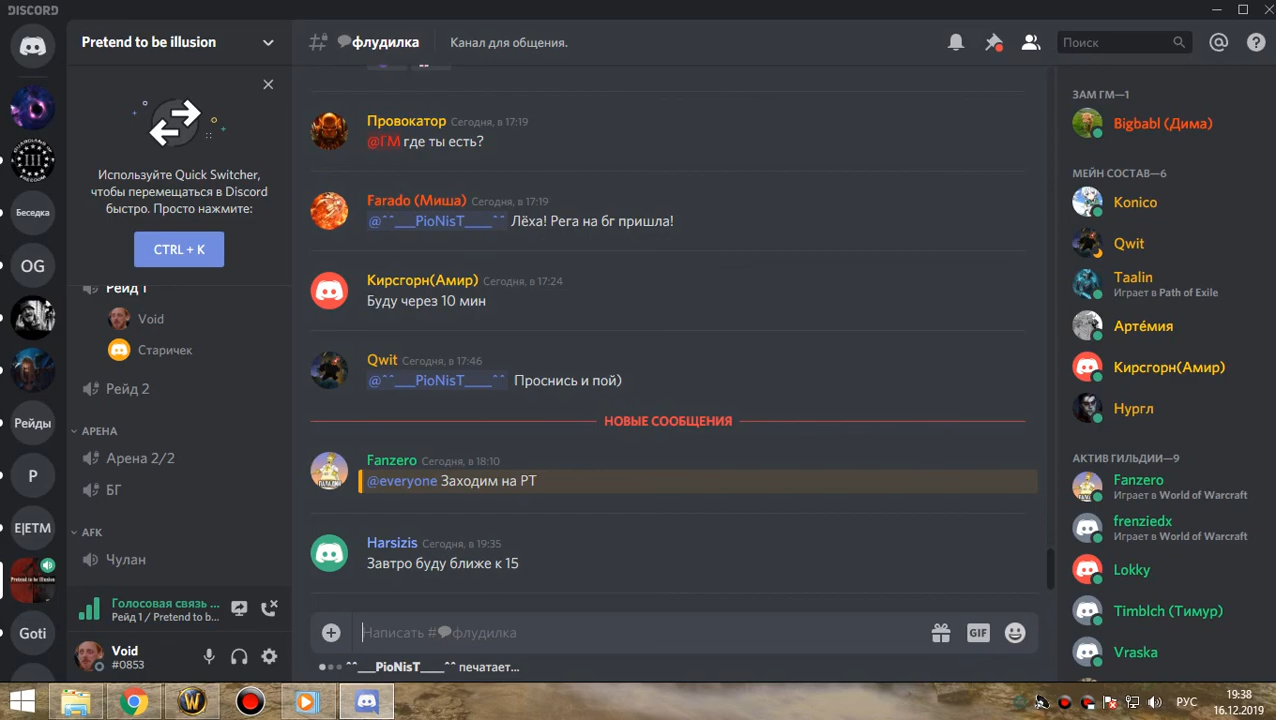 DISCORD
Pretend to be illusion
флудилка
Канал для общения.
Поиск
Используйте Quick Switcher,
чтобы перемещаться в Discord
быстро. Просто нажмите:
CTRL + K
Рейд 1
Void
Старичек
Рейд 2
АРЕНА
Арена 2/2
БГ
AFK
Чулан
Голосовая связь ...
Рейд 1 / Pretend to b...
Void
#0853
III
Беседка
OG
Рейды
P
E|ETM
Pretend to be illusion
Goti
Провокатор Сегодня, в 17:19
@ГМ где ты есть?
Farado (Миша) Сегодня, в 17:19
@^^___PioNisT____^^ Лёха! Рега на бг пришла!
Кирсгорн(Амир) Сегодня, в 17:24
Буду через 10 мин
Qwit Сегодня, в 17:46
@^^___PioNisT____^^ Проснись и пой)
НОВЫЕ СООБЩЕНИЯ
Fanzero Сегодня, в 18:10
@everyone Заходим на РТ
Harsizis Сегодня, в 19:35
Завтро буду ближе к 15
Написать #флудилка
GIF
^^___PioNisT____^^ печатает...
ЗАМ ГМ—1
Bigbabl (Дима)
МЕЙН СОСТАВ—6
Konico
Qwit
Taalin
Играет в Path of Exile
Артéмия
Кирсгорн(Амир)
Нургл
АКТИВ ГИЛЬДИИ—9
Fanzero
Играет в World of Warcraft
frenziedx
Играет в World of Warcraft
Lokky
Timblch (Тимур)
Vraska
РУС
19:38
16.12.2019